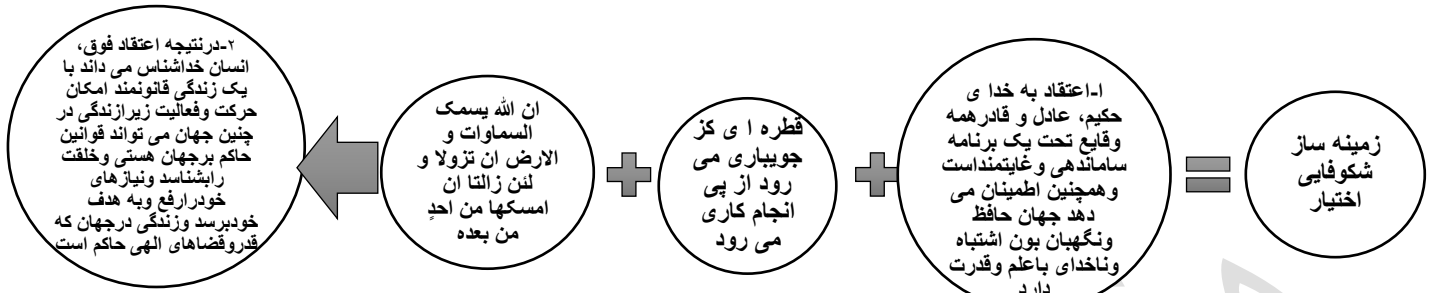 زمینه ساز
شکوفایی
اختیار
۱-اعتقاد به خدا ی
حکیم، عادل و قادرهمه
وقایع تحت یک برنامه
ساماندهی وغایتمنداست
وهمچنین اطمینان می
دهد جهان حافظ
ونگهبان بون اشتباه
وناخدای باعلم وقدرت
دارد
قطره ا ی کز
جویباری می
رود از پی
انجام کاری
می رود
ان الله یسمک
السماوات و
الارض ان تزولا و
لئن زالتا ان
امسکها من احدٍ
من بعده
۲-درنتیجه اعتقاد فوق،
انسان خداشناس می داند با
یک زندگی قانونمند امکان
حرکت وفعالیت زیرازندگی در
چنین جهان می تواند قوانین
حاکم برجهان هستی وخلقت
رابشناسد ونیازهای
خودرارفع وبه هدف
خودبرسد وزندگی درجهان که
قدروقضاهای الهی حاکم است